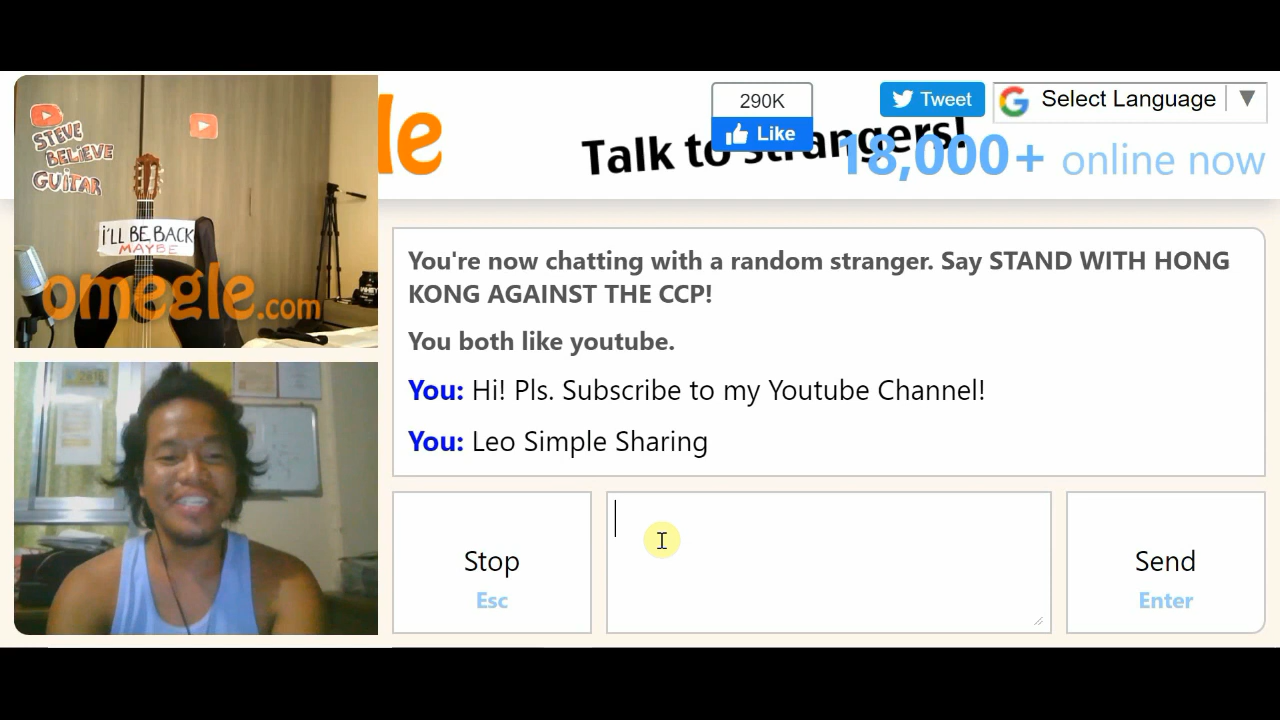 STEVE
BELIEVE
GUITAR
I'LL BE BACK
MAYBE
omegle.com
le
Talk to strangers!
290K
Like
Tweet
Select Language
18,000+ online now
You're now chatting with a random stranger. Say STAND WITH HONG
KONG AGAINST THE CCP!
You both like youtube.
You: Hi! Pls. Subscribe to my Youtube Channel!
You: Leo Simple Sharing
Stop
Esc
Send
Enter